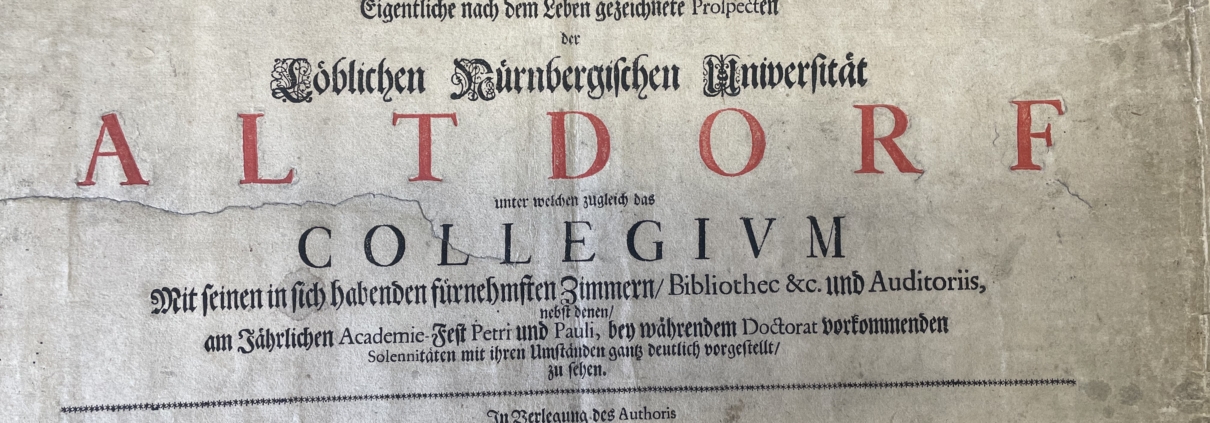 Eigentliche nach dem Leben gezeichnete Prospecten
der
Löblichen Nürnbergischen Universität
ALTDORF
unter welchen zugleich das
COLLEGIVM
Mit seinen in sich habenden fürnehmsten Zimmern/ Bibliothec &c. und Auditoriis,
nebst denen/
am Jährlichen Academie-Fest Petri und Pauli, bey währendem Doctorat vorkommenden
Solennitäten mit ihren Umständen gantz deutlich vorgestellt/
zu sehen.
In Verlegung des Authoris